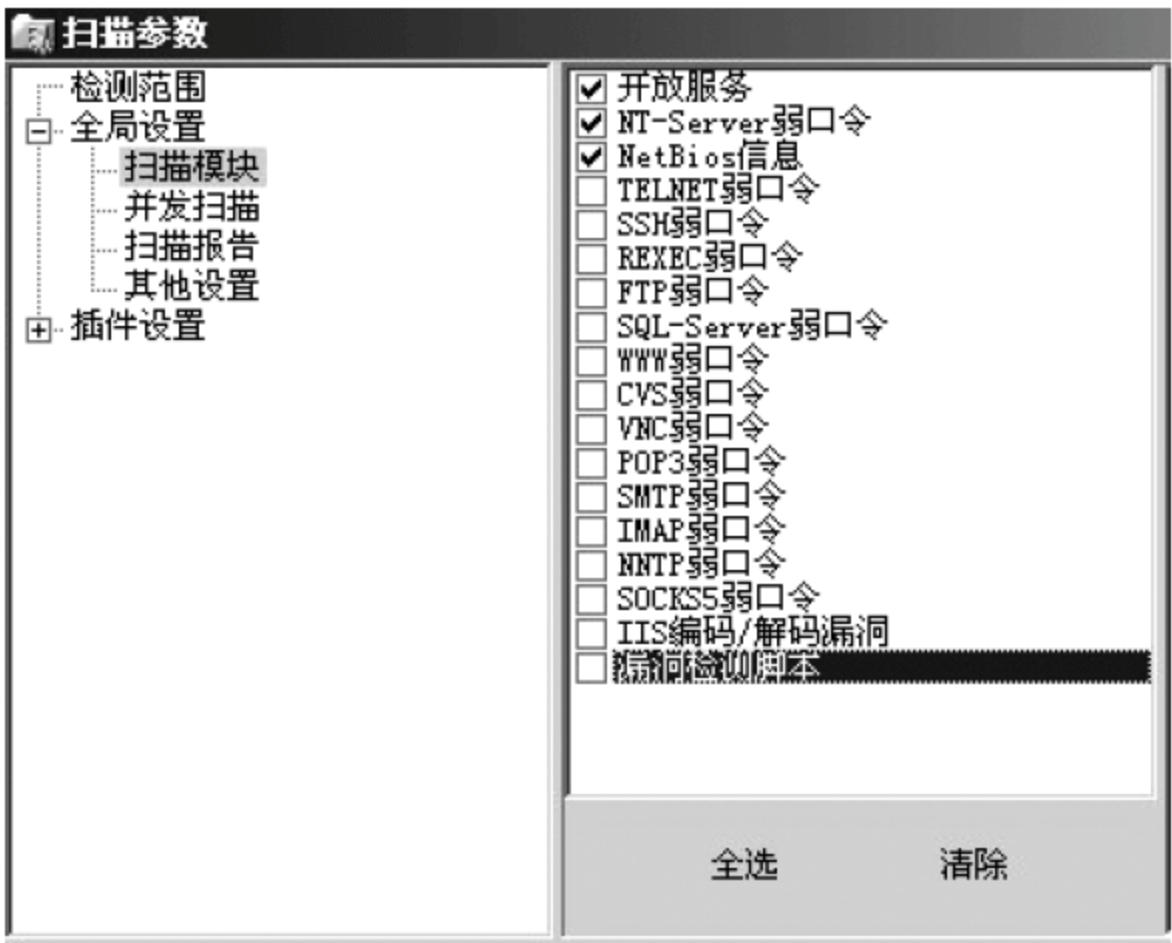 扫描参数
检测范围
全局设置
扫描模块
并发扫描
扫描报告
其他设置
插件设置
开放服务
NT-Server弱口令
NetBios信息
TELNET弱口令
SSH弱口令
REXEC弱口令
FTP弱口令
SQL-Server弱口令
WWW弱口令
CVS弱口令
VNC弱口令
POP3弱口令
SMTP弱口令
IMAP弱口令
NNTP弱口令
SOCKS5弱口令
IIS编码/解码漏洞
漏洞检测脚本
全选 清除